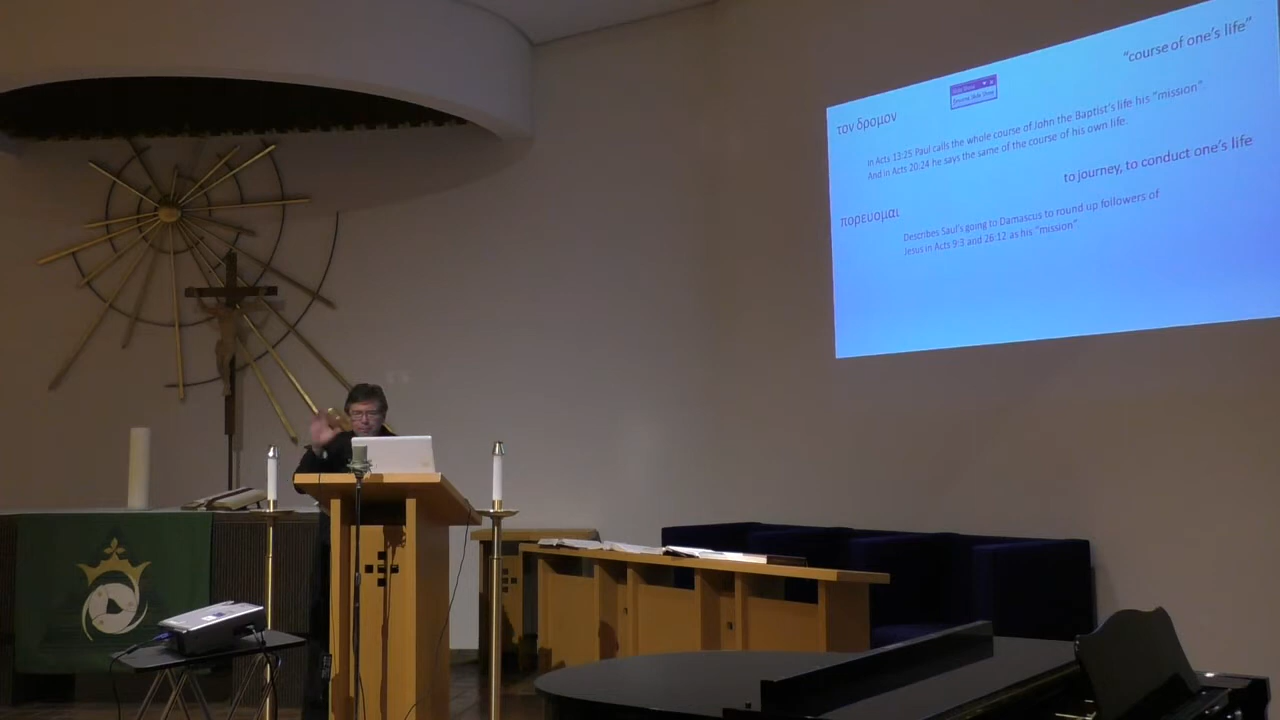 "course of one's life"
τον δρομον
In Acts 13:25 Paul calls the whole course of John the Baptist's life his "mission".
And in Acts 20:24 he says the same of the course of his own life.
to journey, to conduct one's life
πορευομαι
Describes Saul's going to Damascus to round up followers of
Jesus in Acts 9:3 and 26:12 as his "mission"